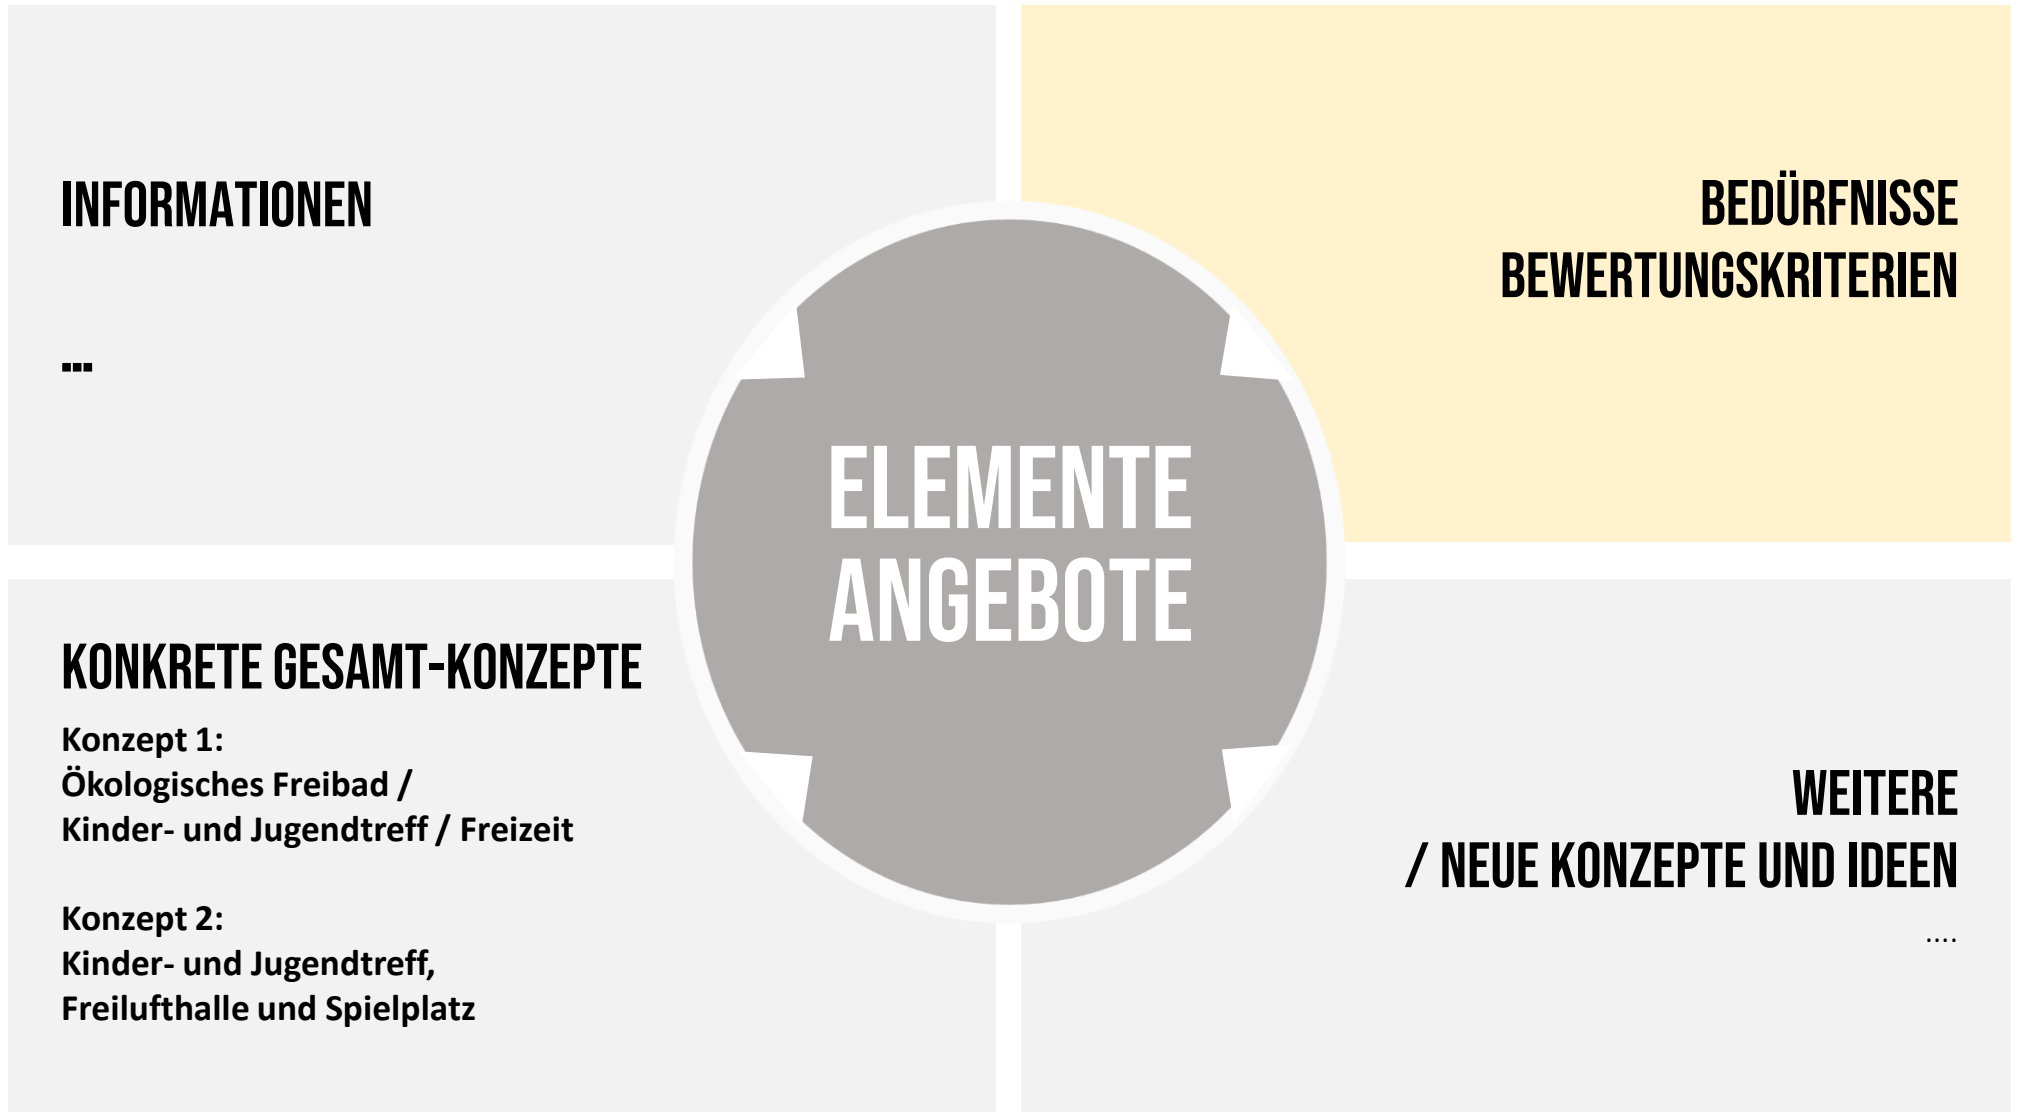 INFORMATIONEN
...
BEDÜRFNISSE
BEWERTUNGSKRITERIEN
ELEMENTE
ANGEBOTE
KONKRETE GESAMT-KONZEPTE
Konzept 1:
Ökologisches Freibad /
Kinder- und Jugendtreff / Freizeit
Konzept 2:
Kinder- und Jugendtreff,
Freilufthalle und Spielplatz
WEITERE
/ NEUE KONZEPTE UND IDEEN
....